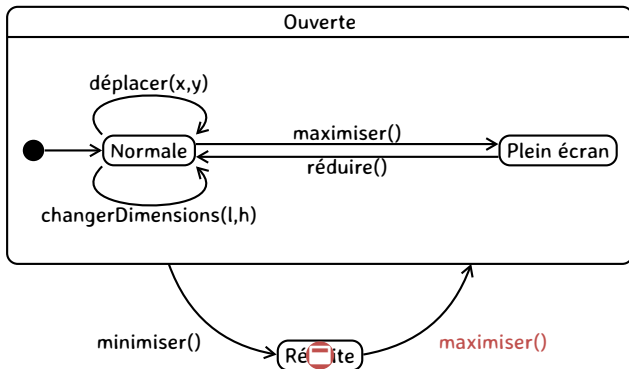 Ouverte
déplacer(x,y)
maximiser()
Normale
Plein écran
réduire()
changerDimensions(l,h)
minimiser()
maximiser()